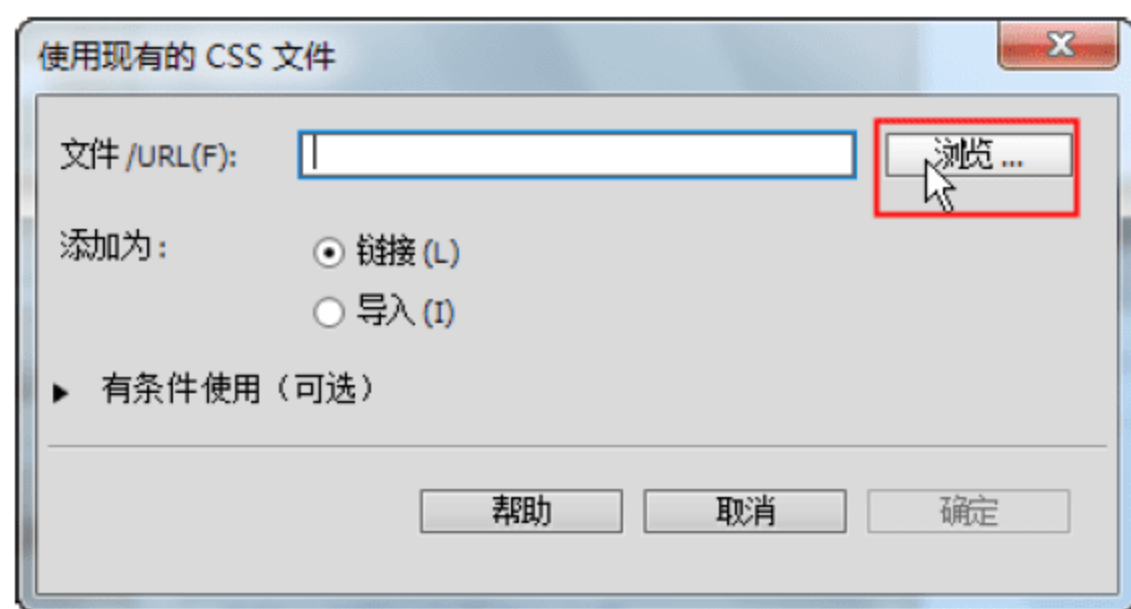 使用现有的 CSS 文件
文件/URL(F): 浏览...
添加为: 链接(L)
导入(I)
有条件使用（可选）
帮助 取消 确定